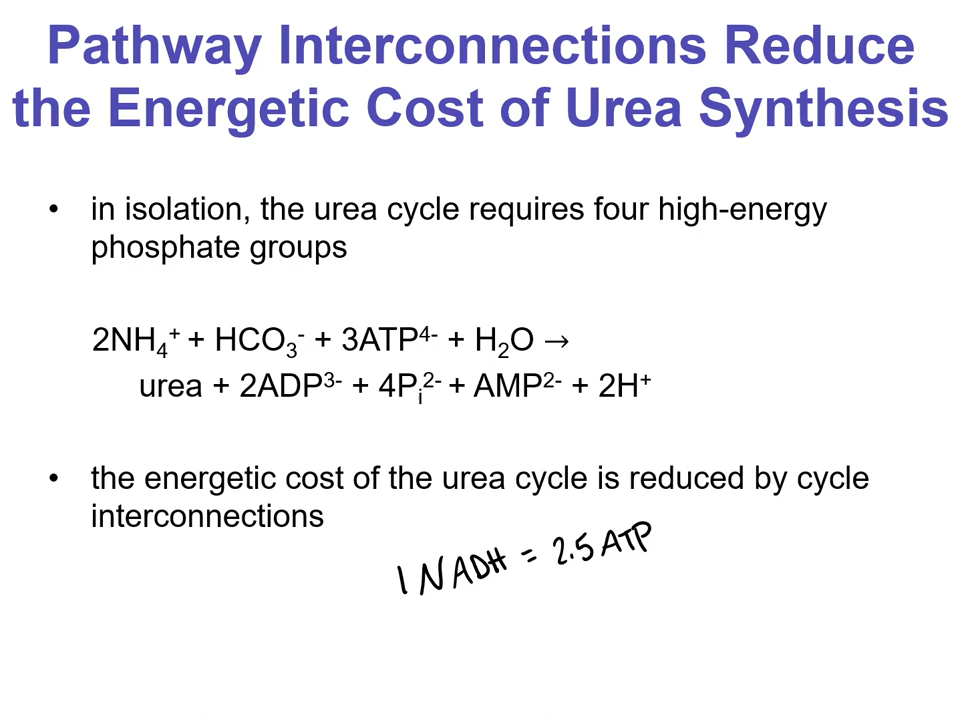 Pathway Interconnections Reduce
the Energetic Cost of Urea Synthesis
• in isolation, the urea cycle requires four high-energy
phosphate groups
2NH₄⁺ + HCO₃⁻ + 3ATP⁴⁻ + H₂O →
urea + 2ADP³⁻ + 4Pᵢ²⁻ + AMP²⁻ + 2H⁺
• the energetic cost of the urea cycle is reduced by cycle
interconnections
1 NADH = 2.5 ATP